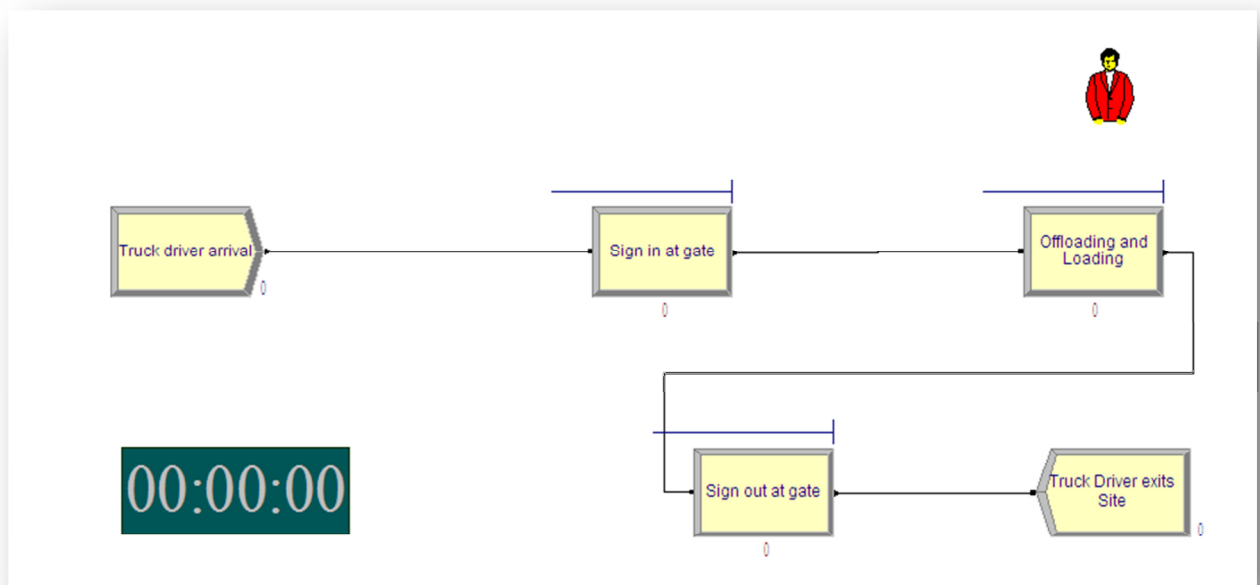 Truck driver arrival
0
Sign in at gate
0
Offloading and
Loading
0
00:00:00
Sign out at gate
0
Truck Driver exits
Site
0